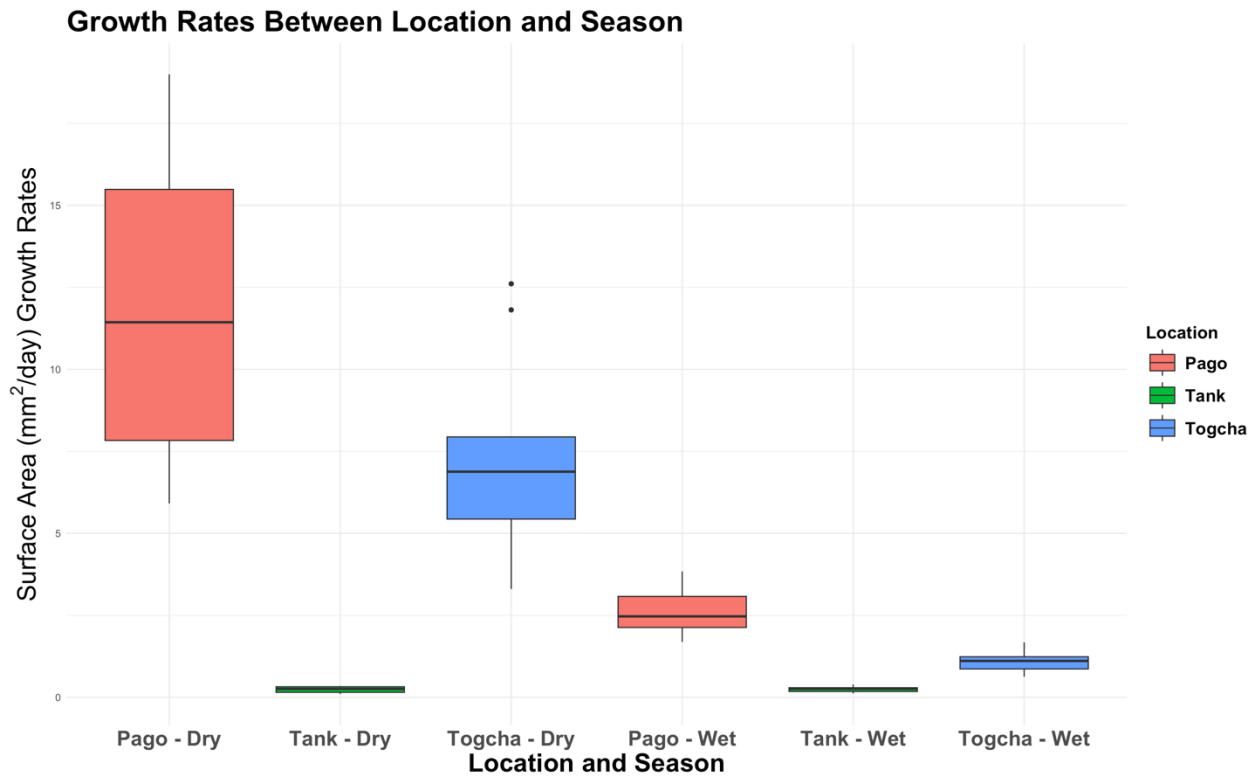 Growth Rates Between Location and Season
Surface Area (mm²/day) Growth Rates
15
10
5
0
Pago - Dry
Tank - Dry
Togcha - Dry
Pago - Wet
Tank - Wet
Togcha - Wet
Location and Season
Location
Pago
Tank
Togcha